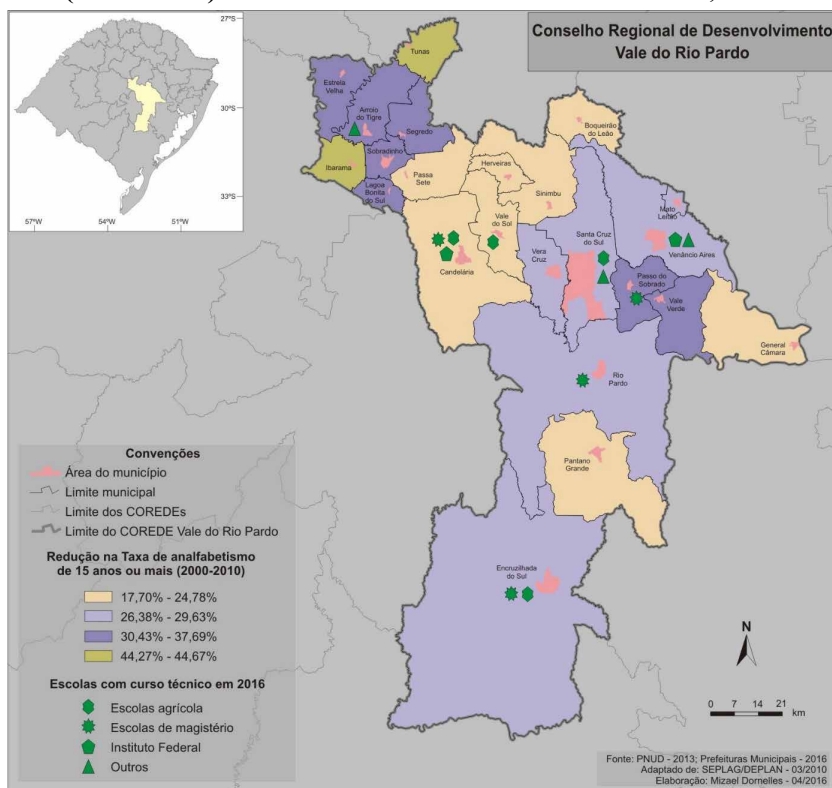 Conselho Regional de Desenvolvimento
Vale do Rio Pardo
27°S
30°S
33°S
57°W
54°W
51°W
Tunas
Estrela
Velha
Arroio
do Tigre
Segredo
Ibarama
Sobradinho
Lagoa
Bonita
do Sul
Passa
Sete
Herveiras
Boqueirão
do Leão
Sinimbu
Vale
do Sol
Candelária
Vera
Cruz
Santa Cruz
do Sul
Mato
Leitão
Venâncio Aires
Passo do
Sobrado
Vale
Verde
General
Câmara
Rio
Pardo
Pantano
Grande
Encruzilhada
do Sul
Convenções
Área do município
Limite municipal
Limite dos COREDEs
Limite do COREDE Vale do Rio Pardo
Redução na Taxa de analfabetismo
de 15 anos ou mais (2000-2010)
17,70% - 24,78%
26,38% - 29,63%
30,43% - 37,69%
44,27% - 44,67%
Escolas com curso técnico em 2016
Escolas agrícola
Escolas de magistério
Instituto Federal
Outros
N
0 7 14 21
km
Fonte: PNUD - 2013; Prefeituras Municipais - 2016
Adaptado de: SEPLAG/DEPLAN - 03/2010
Elaboração: Mizael Dornelles - 04/2016